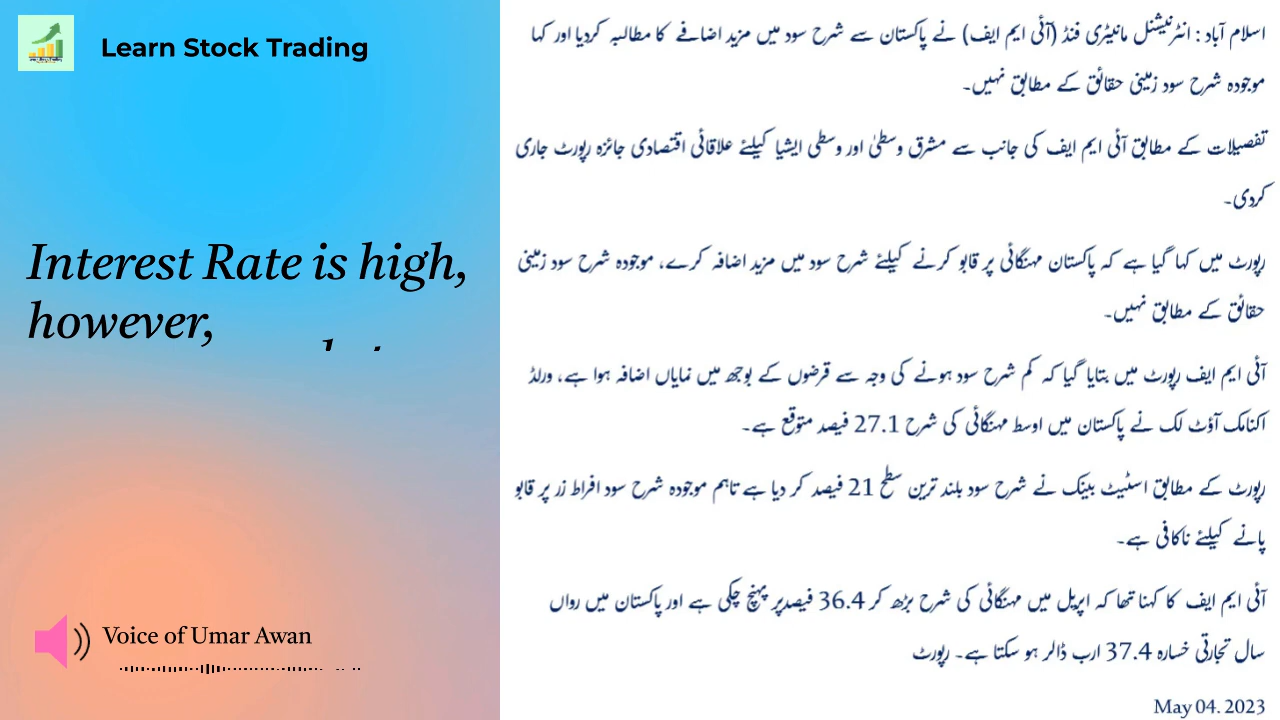 Learn Stock Trading
Interest Rate is high,
however,
Voice of Umar Awan
اسلام آباد : انٹرنیشنل مانیٹری فنڈ (آئی ایم ایف) نے پاکستان سے شرح سود میں مزید اضافے کا مطالبہ کردیا اور کہا
موجودہ شرح سود زمینی حقائق کے مطابق نہیں۔
تفصیلات کے مطابق آئی ایم ایف کی جانب سے مشرق وسطیٰ اور وسطی ایشیا کیلئے علاقائی اقتصادی جائزہ رپورٹ جاری
کردی۔
رپورٹ میں کہا گیا ہے کہ پاکستان مہنگائی پر قابو کرنے کیلئے شرح سود میں مزید اضافہ کرے، موجودہ شرح سود زمینی
حقائق کے مطابق نہیں۔
آئی ایم ایف رپورٹ میں بتایا گیا کہ کم شرح سود ہونے کی وجہ سے قرضوں کے بوجھ میں نمایاں اضافہ ہوا ہے، ورلڈ
اکنامک آؤٹ لک نے پاکستان میں اوسط مہنگائی کی شرح 27.1 فیصد متوقع ہے۔
رپورٹ کے مطابق اسٹیٹ بینک نے شرح سود بلند ترین سطح 21 فیصد کر دیا ہے تاہم موجودہ شرح سود افراط زر پر قابو
پانے کیلئے ناکافی ہے۔
آئی ایم ایف کا کہنا تھا کہ اپریل میں مہنگائی کی شرح بڑھ کر 36.4 فیصدپر پہنچ چکی ہے اور پاکستان میں رواں
سال تجارتی خسارہ 37.4 ارب ڈالر ہو سکتا ہے۔ رپورٹ
May 04. 2023